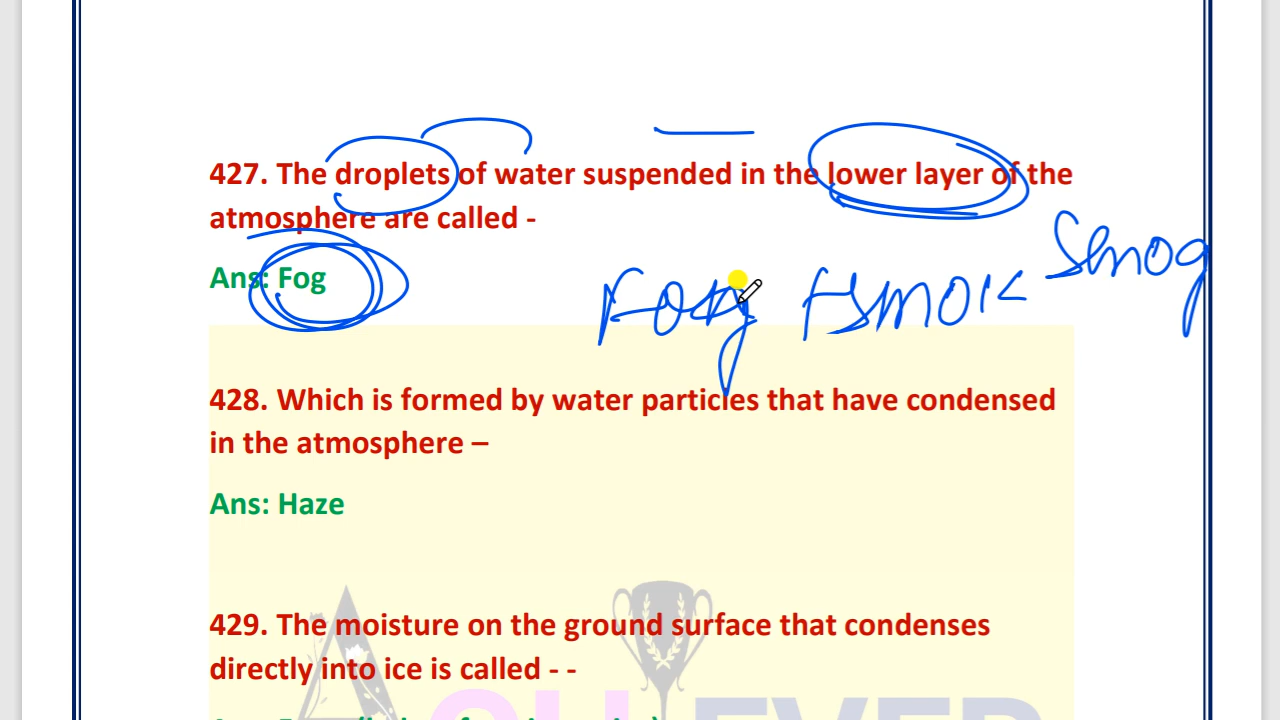 427. The droplets of water suspended in the lower layer of the
atmosphere are called -
Smog
Ans: Fog
Fog + smok
428. Which is formed by water particles that have condensed
in the atmosphere –
Ans: Haze
429. The moisture on the ground surface that condenses
directly into ice is called - -